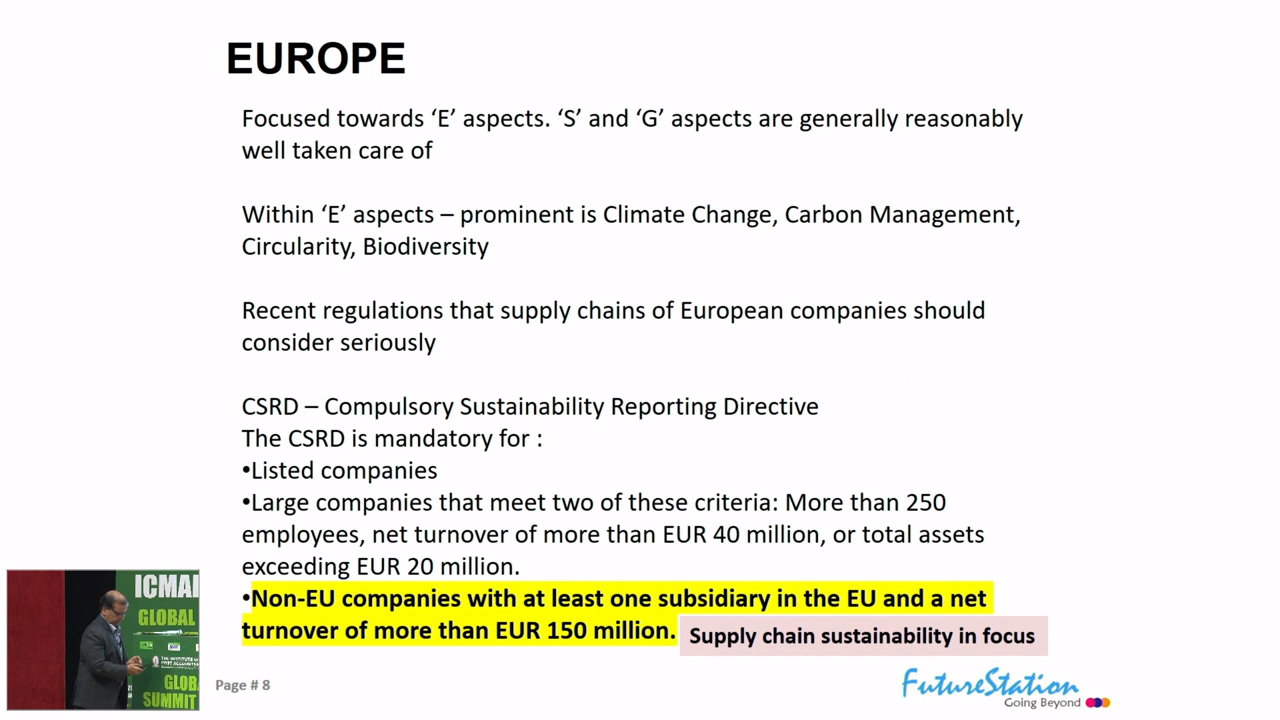 EUROPE
Focused towards ‘E’ aspects. ‘S’ and ‘G’ aspects are generally reasonably
well taken care of
Within ‘E’ aspects – prominent is Climate Change, Carbon Management,
Circularity, Biodiversity
Recent regulations that supply chains of European companies should
consider seriously
CSRD – Compulsory Sustainability Reporting Directive
The CSRD is mandatory for :
•Listed companies
•Large companies that meet two of these criteria: More than 250
employees, net turnover of more than EUR 40 million, or total assets
exceeding EUR 20 million.
•Non-EU companies with at least one subsidiary in the EU and a net
turnover of more than EUR 150 million.
Supply chain sustainability in focus
ICMAI
GLOBAL
THE INSTITUTE OF
GLOB
SUMMIT
Page # 8
FutureStation
Going Beyond